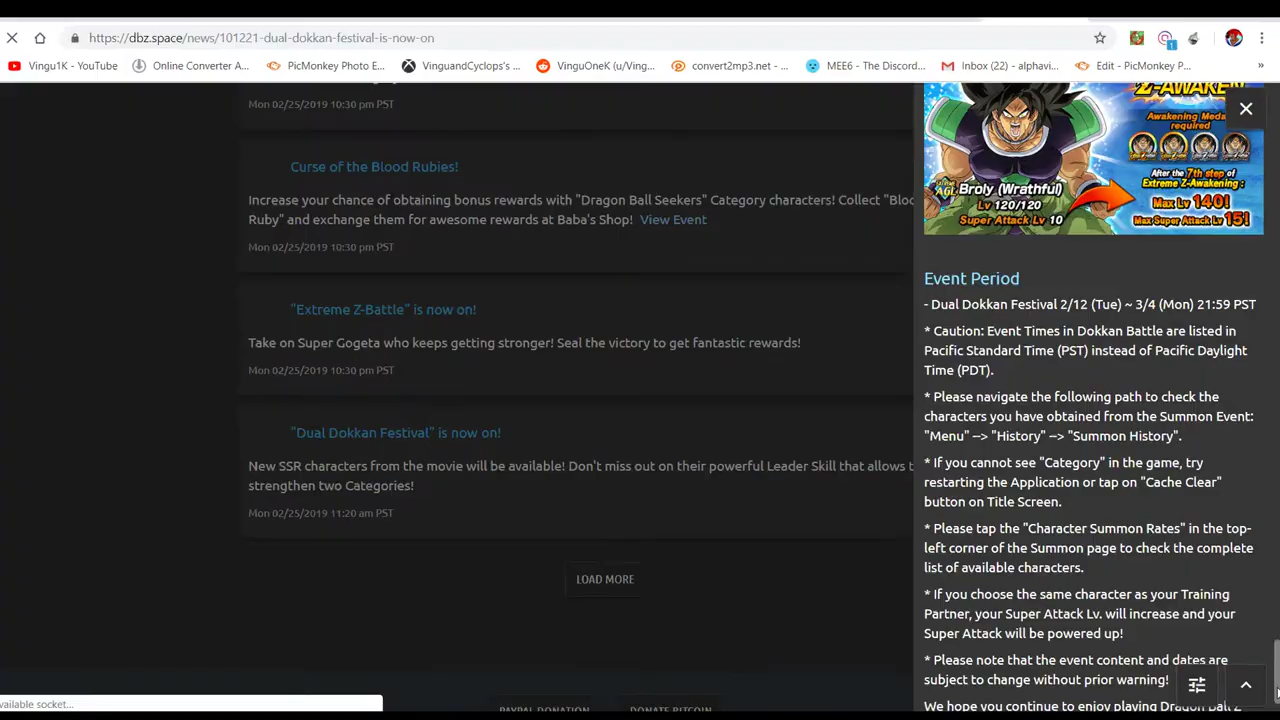 https://dbz.space/news/101221-dual-dokkan-festival-is-now-on
1
Vingu1K - YouTube
Online Converter A...
PicMonkey Photo E...
VinguandCyclops's ...
VinguOneK (u/Ving...
convert2mp3.net - ...
MEE6 - The Discord...
Inbox (22) - alphavi...
Edit - PicMonkey P...
»
Mon 02/25/2019 10:30 pm PST
Curse of the Blood Rubies!
Increase your chance of obtaining bonus rewards with "Dragon Ball Seekers" Category characters! Collect "Bloo
Ruby" and exchange them for awesome rewards at Baba's Shop! View Event
Mon 02/25/2019 10:30 pm PST
"Extreme Z-Battle" is now on!
Take on Super Gogeta who keeps getting stronger! Seal the victory to get fantastic rewards!
Mon 02/25/2019 10:30 pm PST
"Dual Dokkan Festival" is now on!
New SSR characters from the movie will be available! Don't miss out on their powerful Leader Skill that allows t
strengthen two Categories!
Mon 02/25/2019 11:20 am PST
LOAD MORE
PAYPAL DONATION
DONATE BITCOIN
vailable socket...
Z-AWAKEN
Awakening Meda
required
AGL
Broly (Wrathful)
Lv 120/120
Super Attack Lv 10
After the 7th step of
Extreme Z-Awakening :
Max Lv 140!
Max Super Attack Lv 15!
Event Period
- Dual Dokkan Festival 2/12 (Tue) ~ 3/4 (Mon) 21:59 PST
* Caution: Event Times in Dokkan Battle are listed in
Pacific Standard Time (PST) instead of Pacific Daylight
Time (PDT).
* Please navigate the following path to check the
characters you have obtained from the Summon Event:
"Menu" --> "History" --> "Summon History".
* If you cannot see "Category" in the game, try
restarting the Application or tap on "Cache Clear"
button on Title Screen.
* Please tap the "Character Summon Rates" in the top-
left corner of the Summon page to check the complete
list of available characters.
* If you choose the same character as your Training
Partner, your Super Attack Lv. will increase and your
Super Attack will be powered up!
* Please note that the event content and dates are
subject to change without prior warning!
We hope you continue to enjoy playing Dragon Ball Z